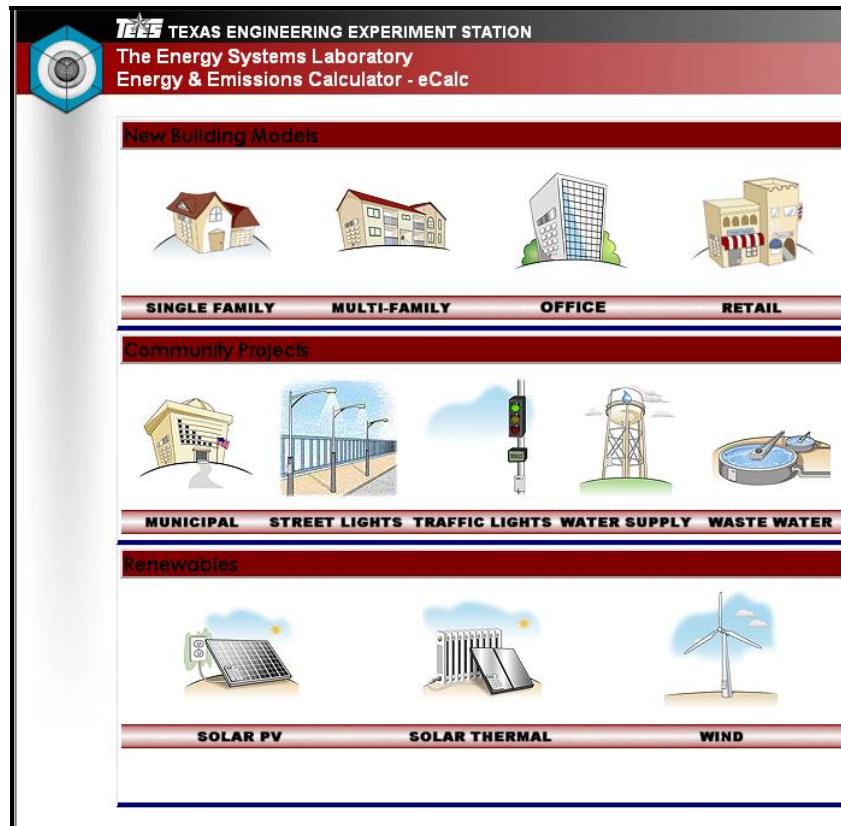 TEES TEXAS ENGINEERING EXPERIMENT STATION
The Energy Systems Laboratory
Energy & Emissions Calculator - eCalc
New Building Models
SINGLE FAMILY MULTI-FAMILY OFFICE RETAIL
Community Projects
MUNICIPAL STREET LIGHTS TRAFFIC LIGHTS WATER SUPPLY WASTE WATER
Renewables
SOLAR PV SOLAR THERMAL WIND